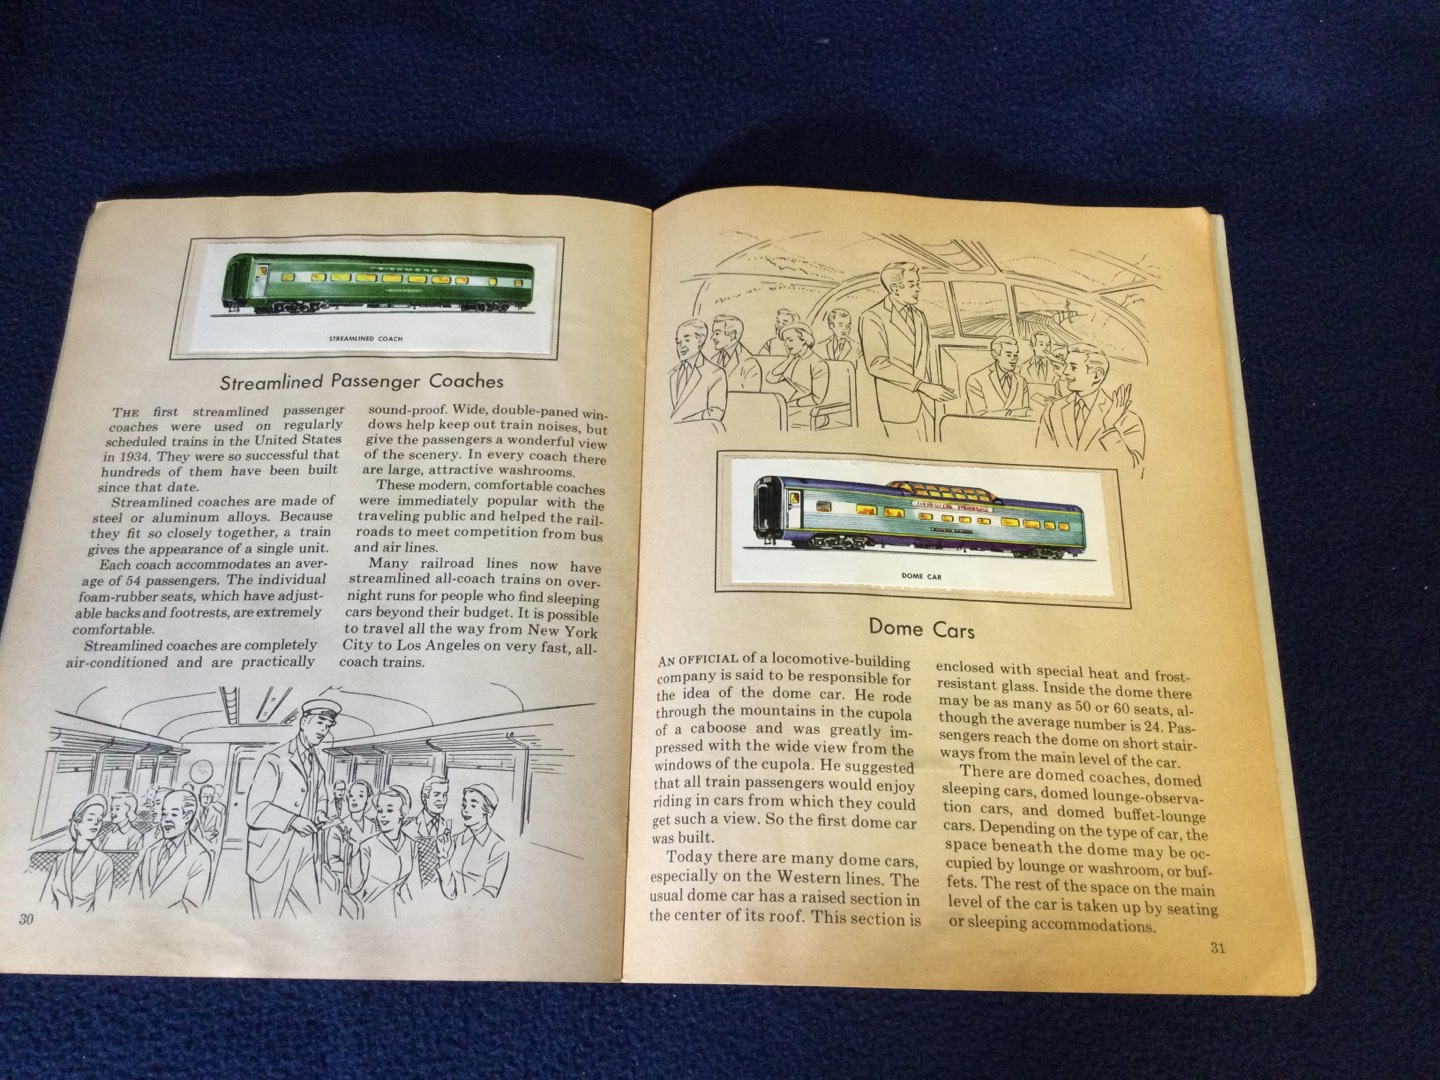 STREAMLINED COACH
Streamlined Passenger Coaches
THE first streamlined passenger
coaches were used on regularly
scheduled trains in the United States
in 1934. They were so successful that
hundreds of them have been built
since that date.
Streamlined coaches are made of
steel or aluminum alloys. Because
they fit so closely together, a train
gives the appearance of a single unit.
Each coach accommodates an aver-
age of 54 passengers. The individual
foam-rubber seats, which have adjust-
able backs and footrests, are extremely
comfortable.
Streamlined coaches are completely
air-conditioned and are practically
sound-proof. Wide, double-paned win-
dows help keep out train noises, but
give the passengers a wonderful view
of the scenery. In every coach there
are large, attractive washrooms.
These modern, comfortable coaches
were immediately popular with the
traveling public and helped the rail-
roads to meet competition from bus
and air lines.
Many railroad lines now have
streamlined all-coach trains on over-
night runs for people who find sleeping
cars beyond their budget. It is possible
to travel all the way from New York
City to Los Angeles on very fast, all-
coach trains.
30
DOME CAR
Dome Cars
AN OFFICIAL of a locomotive-building
company is said to be responsible for
the idea of the dome car. He rode
through the mountains in the cupola
of a caboose and was greatly im-
pressed with the wide view from the
windows of the cupola. He suggested
that all train passengers would enjoy
riding in cars from which they could
get such a view. So the first dome car
was built.
Today there are many dome cars,
especially on the Western lines. The
usual dome car has a raised section in
the center of its roof. This section is
enclosed with special heat and frost-
resistant glass. Inside the dome there
may be as many as 50 or 60 seats, al-
though the average number is 24. Pas-
sengers reach the dome on short stair-
ways from the main level of the car.
There are domed coaches, domed
sleeping cars, domed lounge-observa-
tion cars, and domed buffet-lounge
cars. Depending on the type of car, the
space beneath the dome may be oc-
cupied by lounge or washroom, or buf-
fets. The rest of the space on the main
level of the car is taken up by seating
or sleeping accommodations.
31